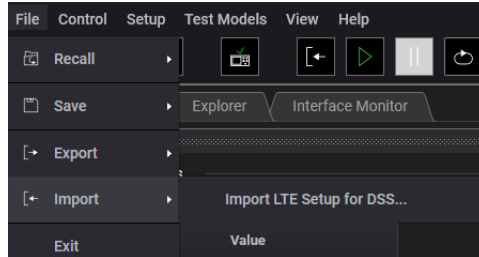 File Control Setup Test Models View Help
Recall
Save
Explorer Interface Monitor
Export
Import
Import LTE Setup for DSS...
Exit
Value